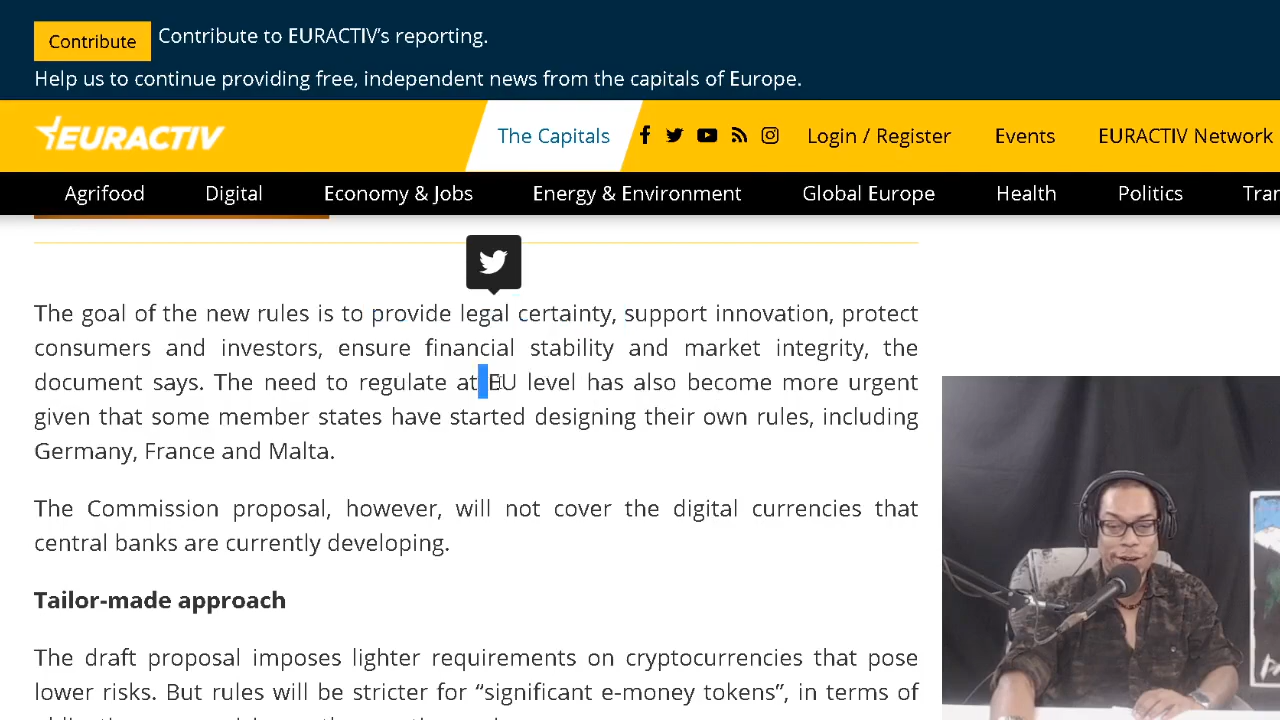 Contribute
Contribute to EURACTIV's reporting.
Help us to continue providing free, independent news from the capitals of Europe.
EURACTIV
The Capitals
Login / Register
Events
EURACTIV Network
Agrifood
Digital
Economy & Jobs
Energy & Environment
Global Europe
Health
Politics
The goal of the new rules is to provide legal certainty, support innovation, protect
consumers and investors, ensure financial stability and market integrity, the
document says. The need to regulate at EU level has also become more urgent
given that some member states have started designing their own rules, including
Germany, France and Malta.
The Commission proposal, however, will not cover the digital currencies that
central banks are currently developing.
Tailor-made approach
The draft proposal imposes lighter requirements on cryptocurrencies that pose
lower risks. But rules will be stricter for “significant e-money tokens”, in terms of